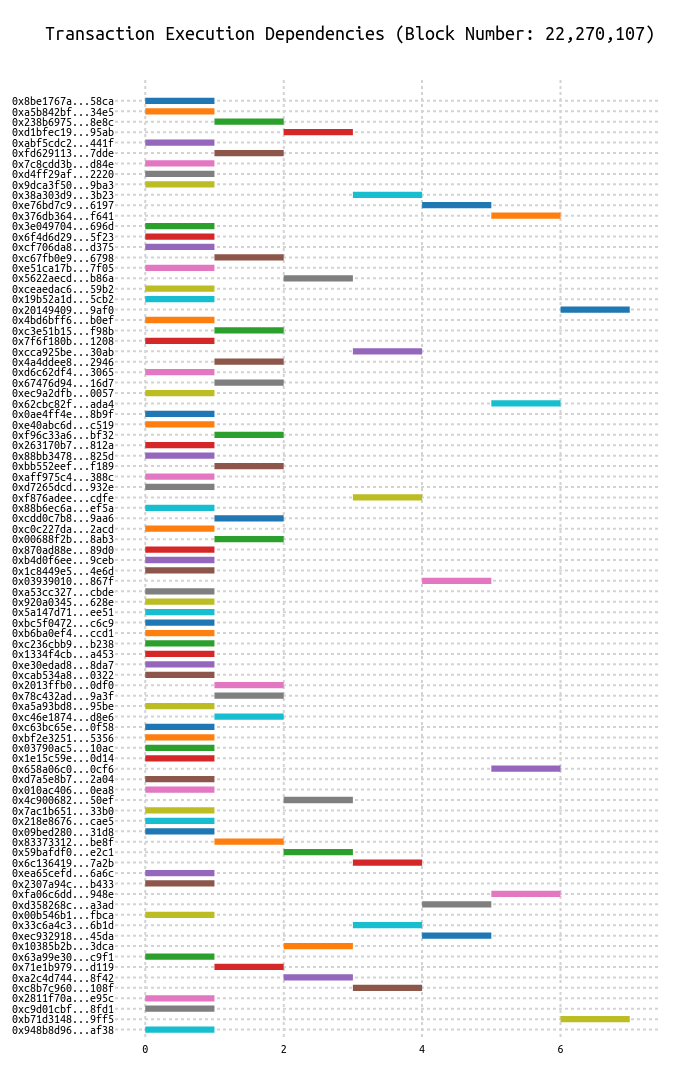 Transaction Execution Dependencies (Block Number: 22,270,107)
0x8be1767a...58ca
0xa5b842bf...34e5
0x238b6975...8e8c
0xd1bfec19...95ab
0xabf5cdc2...441f
0xfd629113...7dde
0x7c8cdd3b...d84e
0xd4ff29af...2220
0x9dca3f50...9ba3
0x38a303d9...3b23
0xe76bd7c9...6197
0x376db364...f641
0x3e049704...696d
0x6f4d6d29...5f23
0xcf706da8...d375
0xc67fb0e9...6798
0xe51ca17b...7f05
0x5622aecd...b86a
0xceaedac6...59b2
0x19b52a1d...5cb2
0x20149409...9af0
0x4bd6bff6...b0ef
0xc3e51b15...f98b
0x7f6f180b...1208
0xcca925be...30ab
0x4a4ddee8...2946
0xd6c62df4...3065
0x67476d94...16d7
0xec9a2dfb...0057
0x62cbc82f...ada4
0x0ae4ff4e...8b9f
0xe40abc6d...c519
0xf96c33a6...bf32
0x263170b7...812a
0x88bb3478...825d
0xbb552eef...f189
0xaff975c4...388c
0xd7265dcd...932e
0xf876adee...cdfe
0x88b6ec6a...ef5a
0xcdd0c7b8...9aa6
0xc0c227da...2acd
0x00688f2b...8ab3
0x870ad88e...89d0
0xb4d0f6ee...9ceb
0x1c8449e5...4e6d
0x03939010...867f
0xa53cc327...cbde
0x920a0345...628e
0x5a147d71...ee51
0xbc5f0472...c6c9
0xb6ba0ef4...ccd1
0xc236cbb9...b238
0x1334f4cb...a453
0xe30edad8...8da7
0xcab534a8...0322
0x2013ffb0...0df0
0x78c432ad...9a3f
0xa5a93bd8...95be
0xc46e1874...d8e6
0xc63bc65e...0f58
0xbf2e3251...5356
0x03790ac5...10ac
0x1e15c59e...0d14
0x658a06c0...0cf6
0xd7a5e8b7...2a04
0x010ac406...0ea8
0x4c900682...50ef
0x7ac1b651...33b0
0x218e8676...cae5
0x09bed280...31d8
0x83373312...be8f
0x59bafdf0...e2c1
0x6c136419...7a2b
0xea65cefd...6a6c
0x2307a94c...b433
0xfa06c6dd...948e
0xd358268c...a3ad
0x00b546b1...fbca
0x33c6a4c3...6b1d
0xec932918...45da
0x10385b2b...3dca
0x63a99e30...c9f1
0x71e1b979...d119
0xa2c4d744...8f42
0xc8b7c960...108f
0x2811f70a...e95c
0xc9d01cbf...8fd1
0xb71d3148...9ff5
0x948b8d96...af38
0 2 4 6